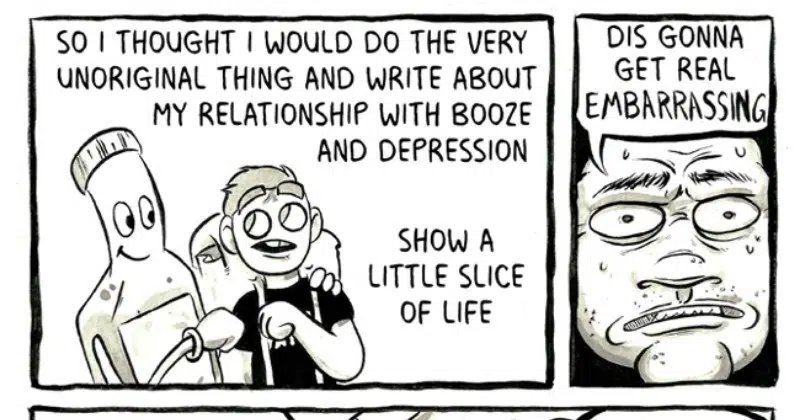 SO I THOUGHT I WOULD DO THE VERY
UNORIGINAL THING AND WRITE ABOUT
MY RELATIONSHIP WITH BOOZE
AND DEPRESSION
SHOW A
LITTLE SLICE
OF LIFE
DIS GONNA
GET REAL
EMBARRASSING